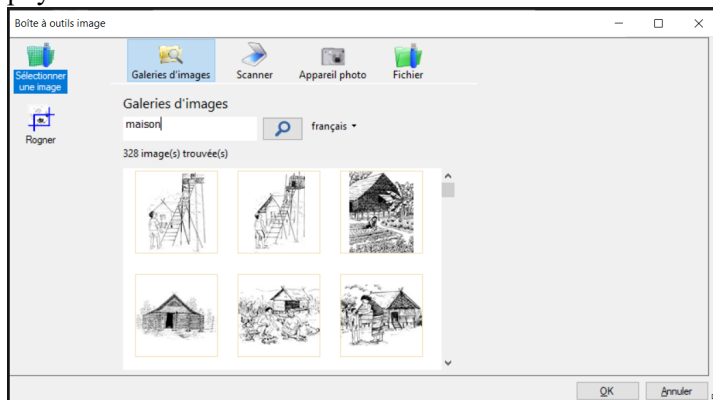 Boîte à outils image
Sélectionner
une image
Rogner
Galeries d'images
Scanner
Appareil photo
Fichier
Galeries d'images
maison
français
328 image(s) trouvée(s)
OK
Annuler